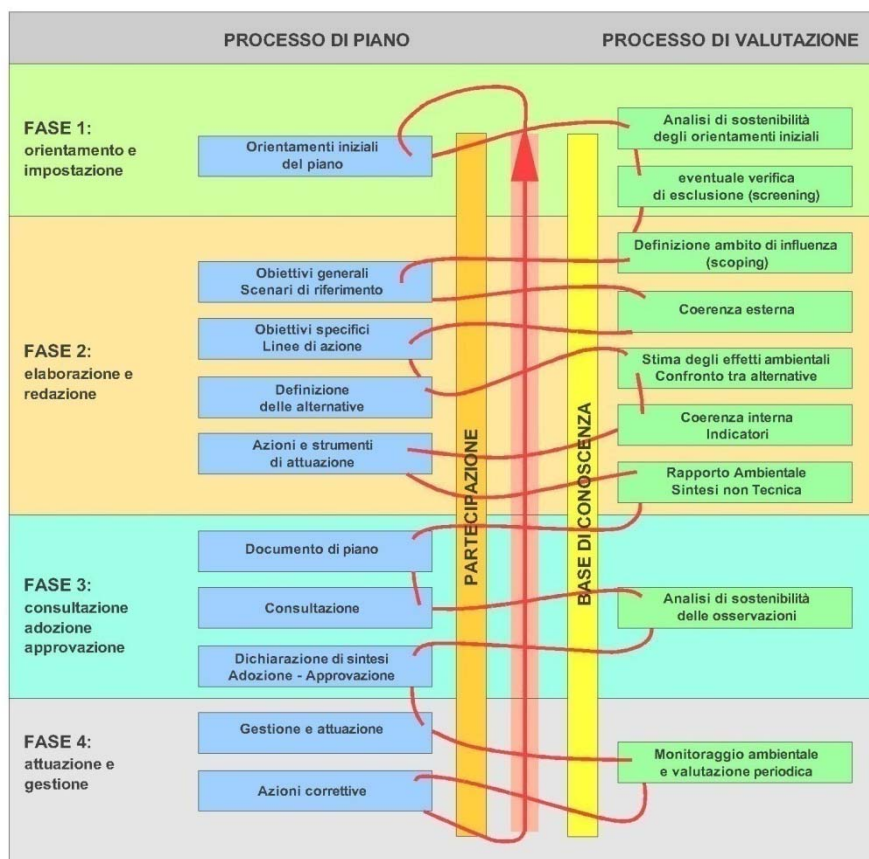 PROCESSO DI PIANO
PROCESSO DI VALUTAZIONE
FASE 1:
orientamento e
impostazione
Orientamenti iniziali
del piano
Analisi di sostenibilità
degli orientamenti iniziali
eventuale verifica
di esclusione (screening)
FASE 2:
elaborazione e
redazione
Definizione ambito di influenza
(scoping)
Obiettivi generali
Scenari di riferimento
Coerenza esterna
Obiettivi specifici
Linee di azione
Stima degli effetti ambientali
Confronto tra alternative
Definizione
delle alternative
Coerenza interna
Indicatori
Azioni e strumenti
di attuazione
Rapporto Ambientale
Sintesi non Tecnica
PARTECIPAZIONE
BASE DI CONOSCENZA
FASE 3:
consultazione
adozione
approvazione
Documento di piano
Consultazione
Analisi di sostenibilità
delle osservazioni
Dichiarazione di sintesi
Adozione - Approvazione
FASE 4:
attuazione e
gestione
Gestione e attuazione
Monitoraggio ambientale
e valutazione periodica
Azioni correttive